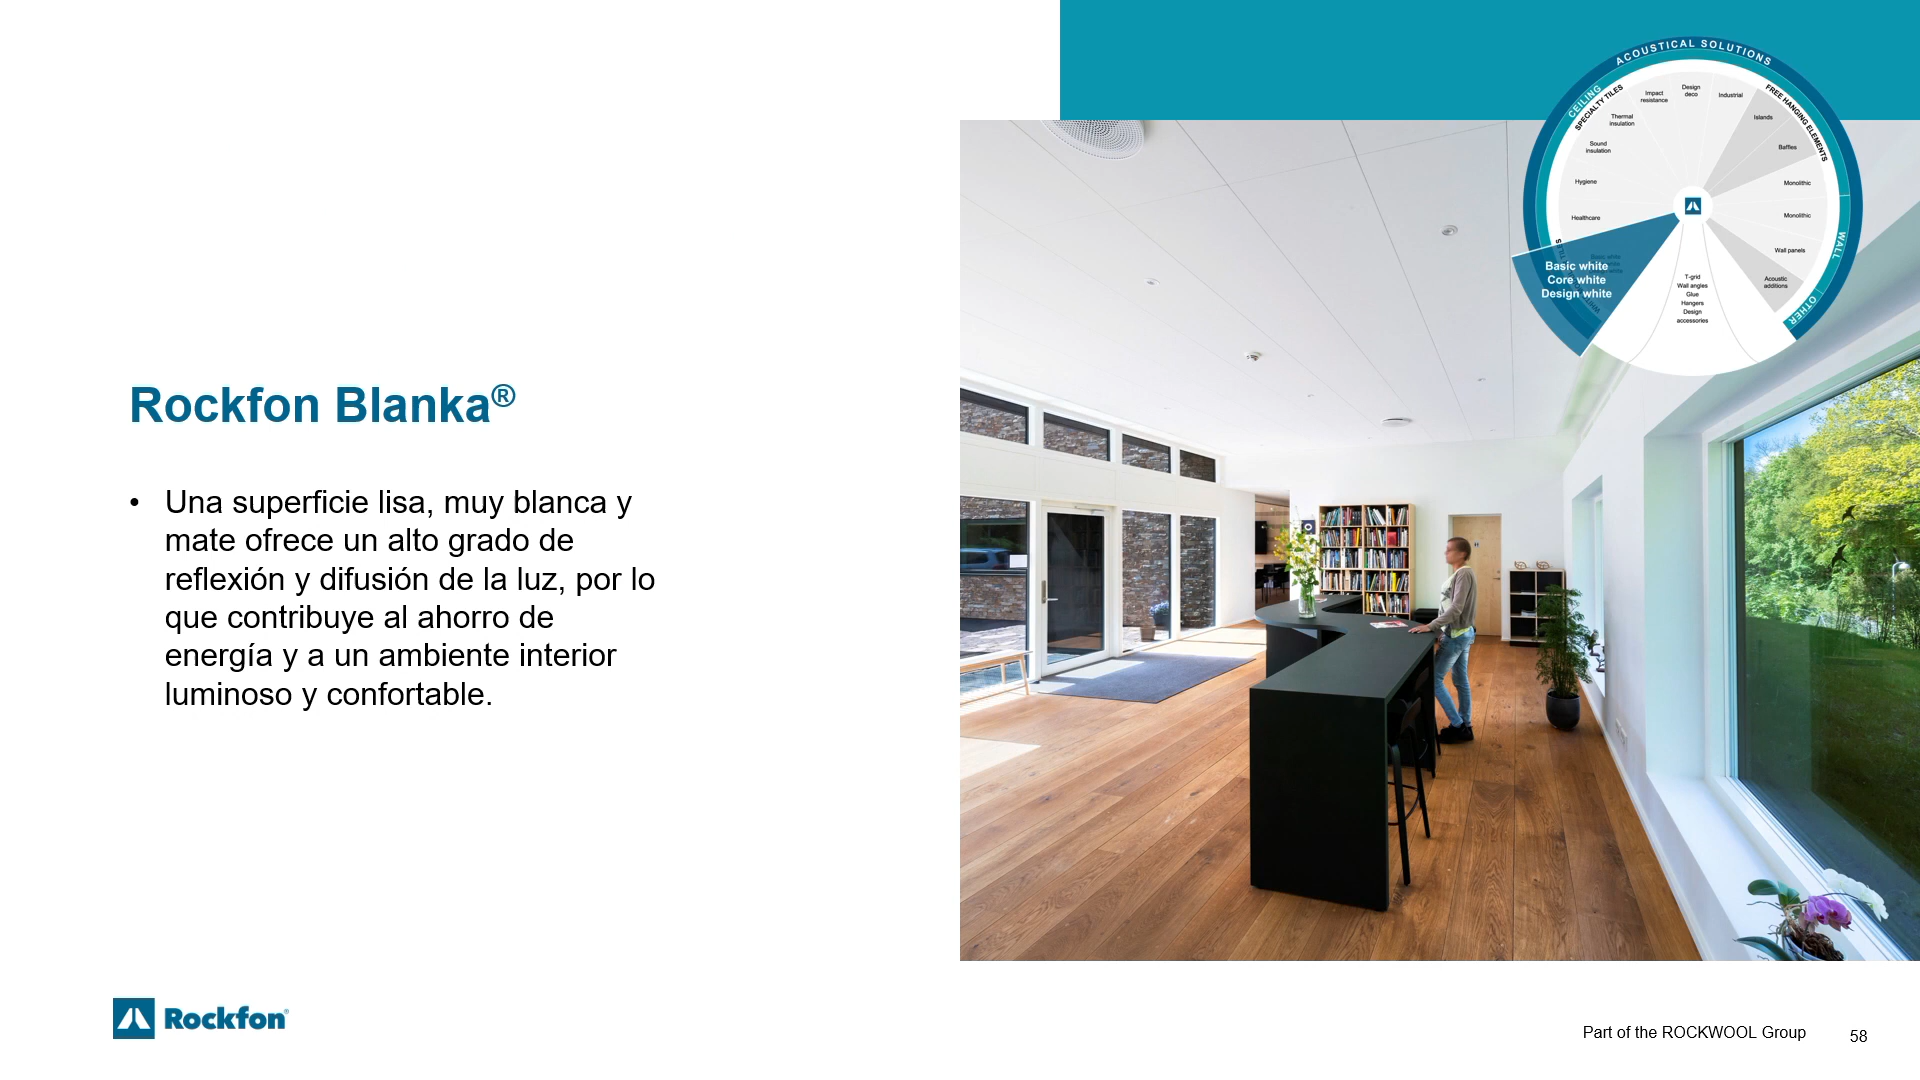 Rockfon Blanka®
• Una superficie lisa, muy blanca y
mate ofrece un alto grado de
reflexión y difusión de la luz, por lo
que contribuye al ahorro de
energía y a un ambiente interior
luminoso y confortable.
ACOUSTICAL SOLUTIONS
CEILING
SPECIALTY TILES
FREE HANGING ELEMENTS
WALL
OTHER
Healthcare
Hygiene
Sound
insulation
Thermal
insulation
Impact
resistance
Design
deco
Industrial
Islands
Baffles
Monolithic
Monolithic
Wall panels
Acoustic
additions
Basic white
Core white
Design white
T-grid
Wall angles
Glue
Hangers
Design
accessories
Rockfon®
Part of the ROCKWOOL Group
58